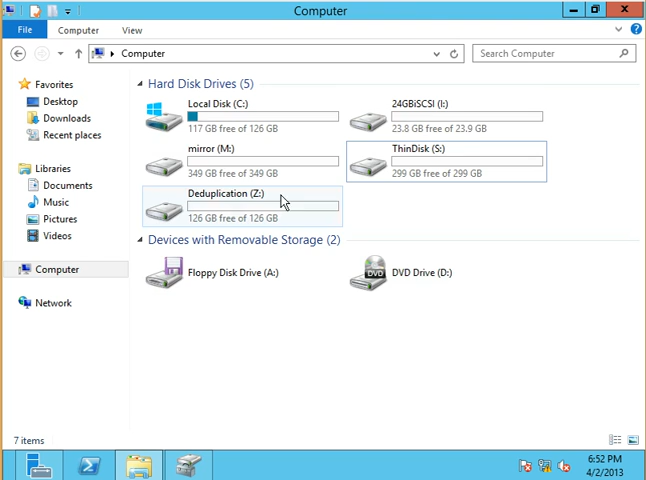 Computer
File
Computer
View
Computer
Search Computer
Favorites
Desktop
Downloads
Recent places
Libraries
Documents
Music
Pictures
Videos
Computer
Network
Hard Disk Drives (5)
Local Disk (C:)
117 GB free of 126 GB
24GBiSCSI (I:)
23.8 GB free of 23.9 GB
mirror (M:)
349 GB free of 349 GB
ThinDisk (S:)
299 GB free of 299 GB
Deduplication (Z:)
126 GB free of 126 GB
Devices with Removable Storage (2)
Floppy Disk Drive (A:)
DVD
DVD Drive (D:)
7 items
6:52 PM
4/2/2013